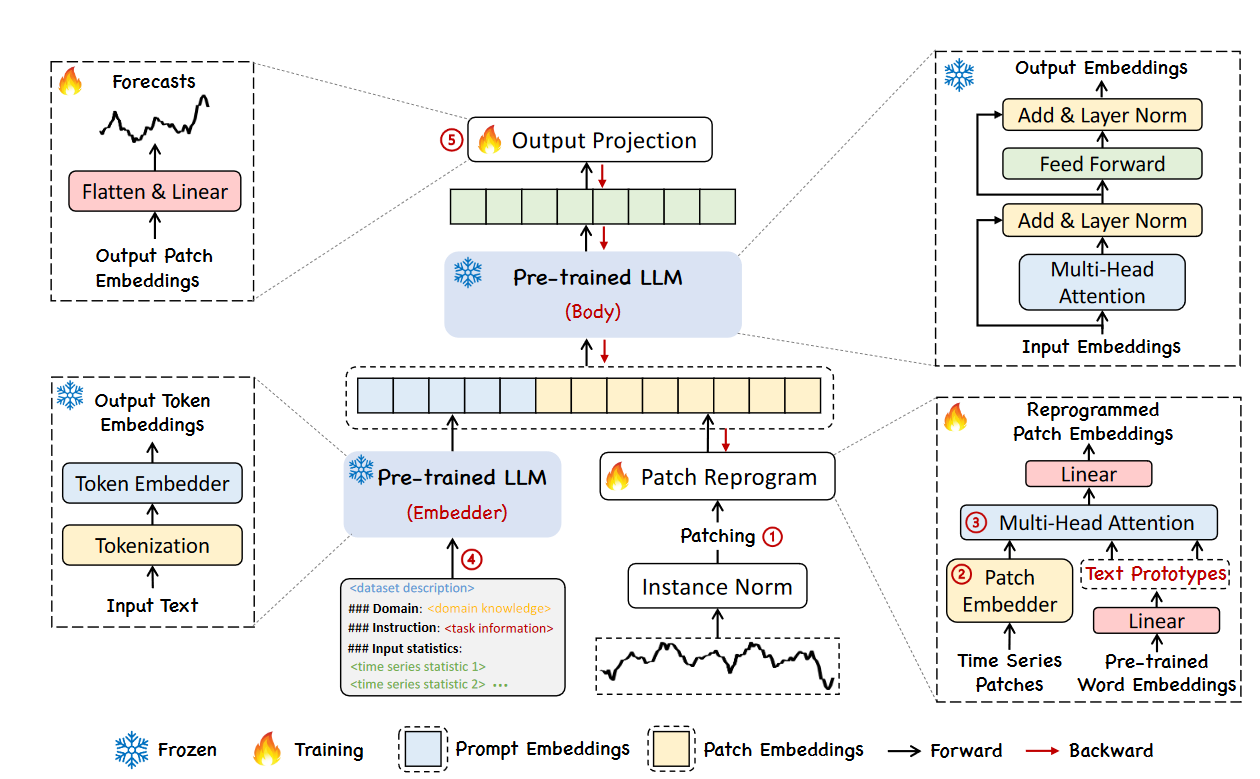 Forecasts
Flatten & Linear
Output Patch
Embeddings
⑤ Output Projection
Pre-trained LLM
(Body)
Output Embeddings
Add & Layer Norm
Feed Forward
Add & Layer Norm
Multi-Head
Attention
Input Embeddings
Output Token
Embeddings
Token Embedder
Tokenization
Input Text
Pre-trained LLM
(Embedder)
④
<dataset description>
### Domain: <domain knowledge>
### Instruction: <task information>
### Input statistics:
<time series statistic 1>
<time series statistic 2> •••
Patch Reprogram
Patching ①
Instance Norm
Reprogrammed
Patch Embeddings
Linear
③ Multi-Head Attention
② Patch
Embedder
Text Prototypes
Linear
Time Series
Patches
Pre-trained
Word Embeddings
Frozen
Training
Prompt Embeddings
Patch Embeddings
Forward
Backward